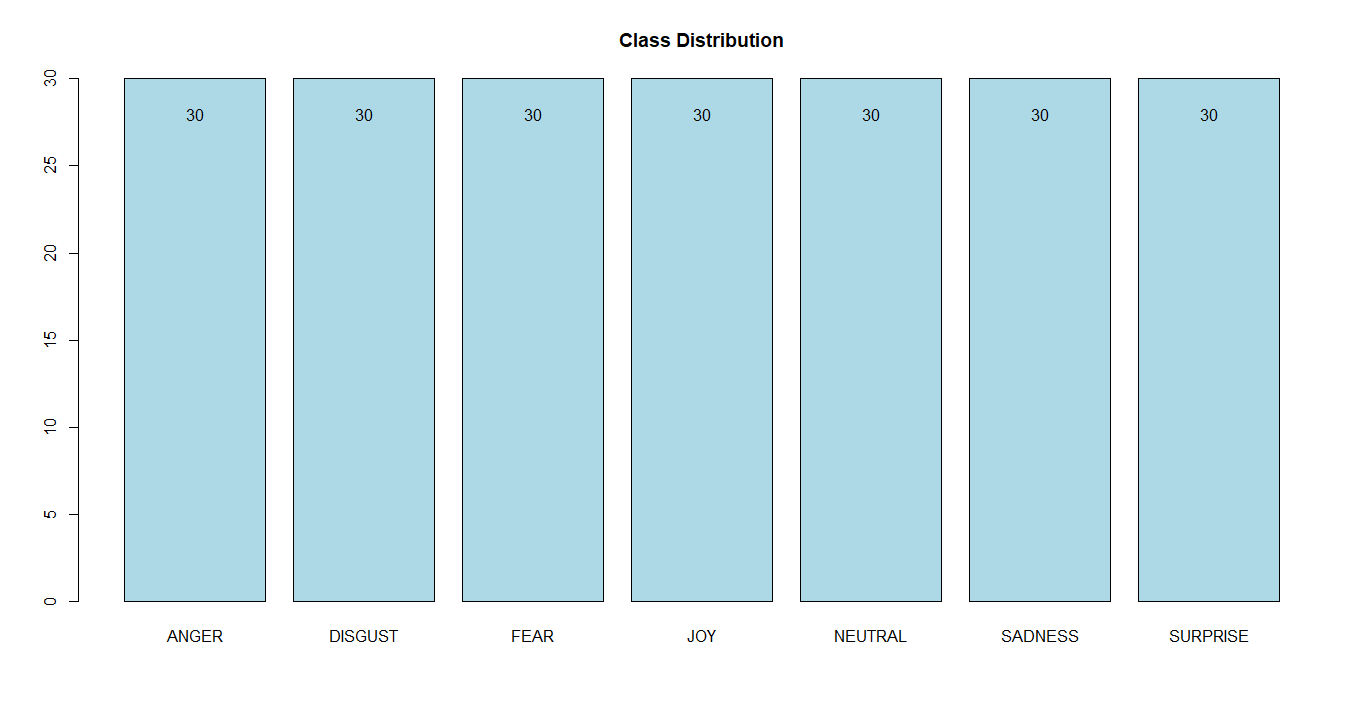 Class Distribution
30
25
20
15
10
5
0
30 30 30 30 30 30 30
ANGER DISGUST FEAR JOY NEUTRAL SADNESS SURPRISE